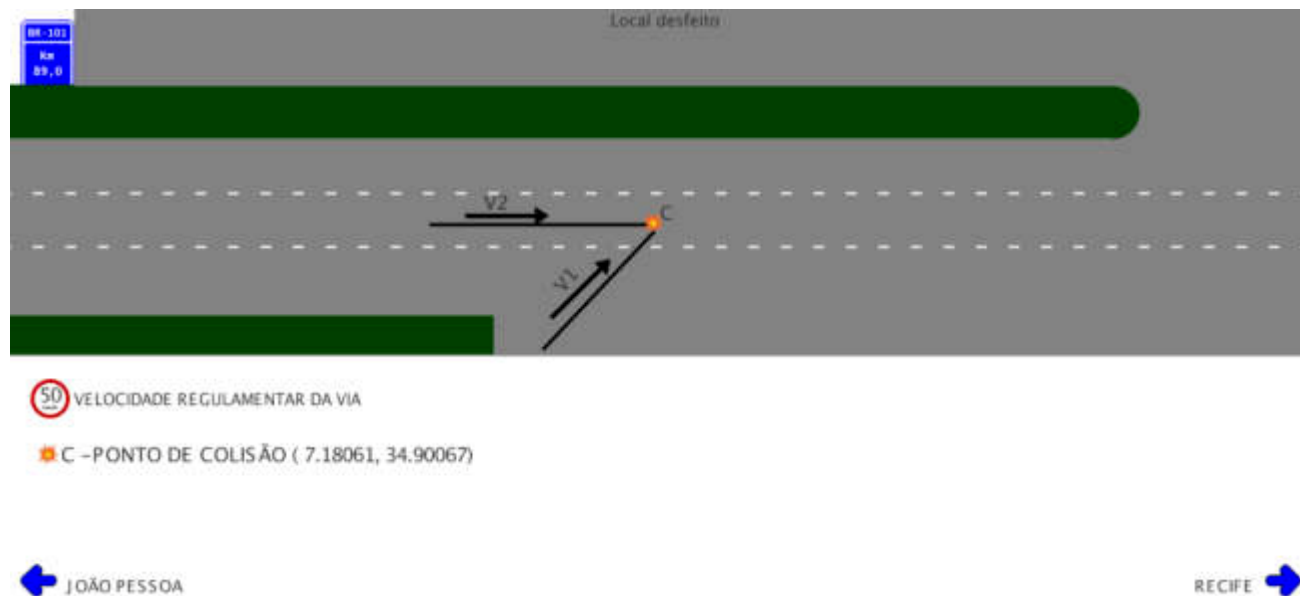 Local desfeito
BR-101
Km
89,0
V2
C
V1
50
VELOCIDADE REGULAMENTAR DA VIA
C -PONTO DE COLISÃO ( 7.18061, 34.90067)
JOÃO PESSOA
RECIFE